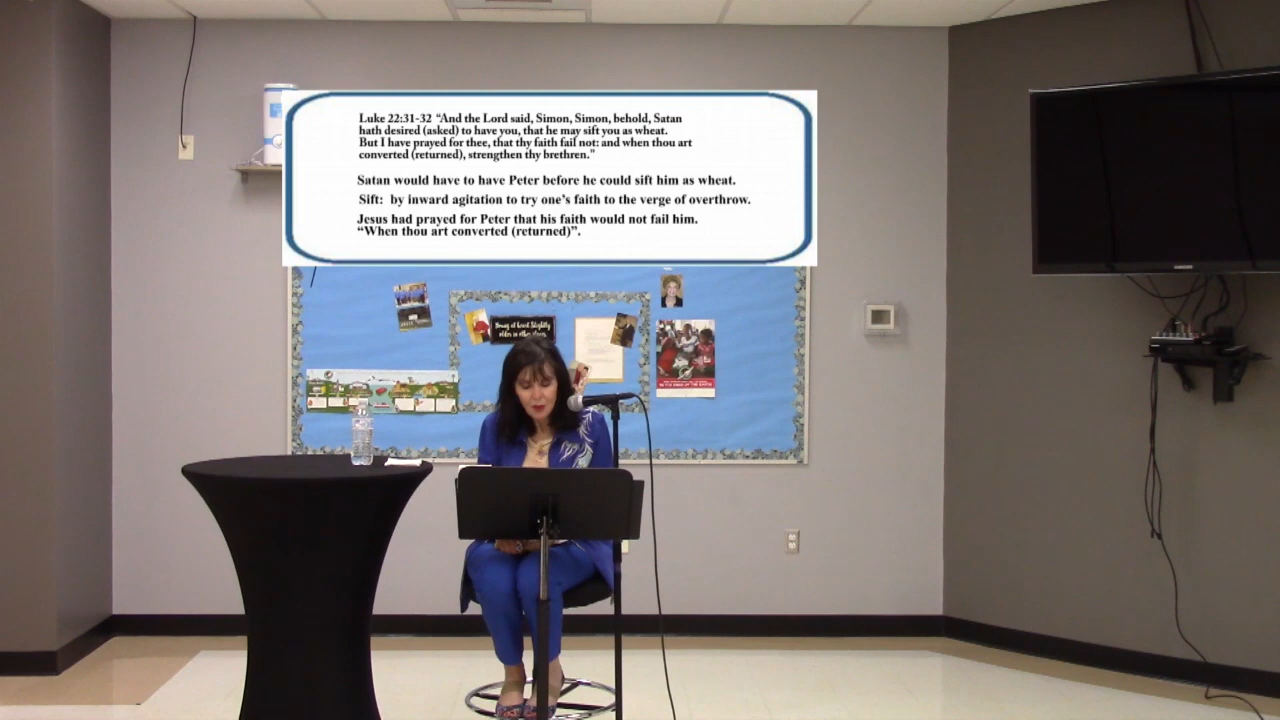 Luke 22:31-32 “And the Lord said, Simon, Simon, behold, Satan
hath desired (asked) to have you, that he may sift you as wheat.
But I have prayed for thee, that thy faith fail not: and when thou art
converted (returned), strengthen thy brethren.”
Satan would have to have Peter before he could sift him as wheat.
Sift:  by inward agitation to try one’s faith to the verge of overthrow.
Jesus had prayed for Peter that his faith would not fail him.
“When thou art converted (returned)”.